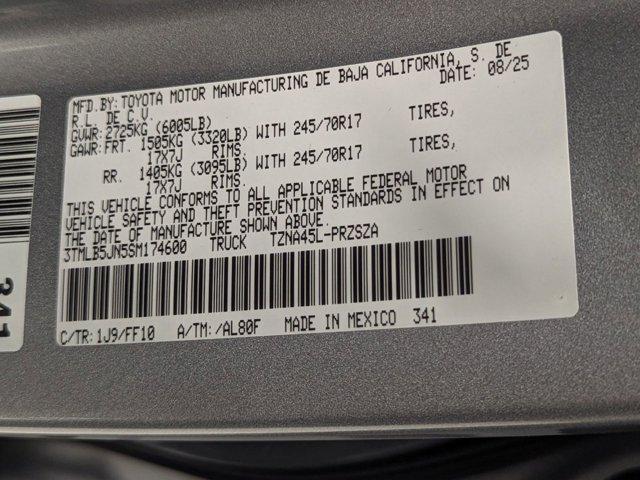 MFD.BY:TOYOTA MOTOR MANUFACTURING DE BAJA CALIFORNIA, S. DE
R.L. DE C.V. DATE: 08/25
GVWR:2725KG (6005LB)
GAWR:FRT. 1505KG (3320LB) WITH 245/70R17 TIRES,
17X7J RIMS.
RR. 1405KG (3095LB) WITH 245/70R17 TIRES,
17X7J RIMS.
THIS VEHICLE CONFORMS TO ALL APPLICABLE FEDERAL MOTOR
VEHICLE SAFETY AND THEFT PREVENTION STANDARDS IN EFFECT ON
THE DATE OF MANUFACTURE SHOWN ABOVE.
3TMLB5JN5SM174600 TRUCK TZNA45L-PRZSZA
C/TR:1J9/FF10 A/TM:/AL80F MADE IN MEXICO 341
341